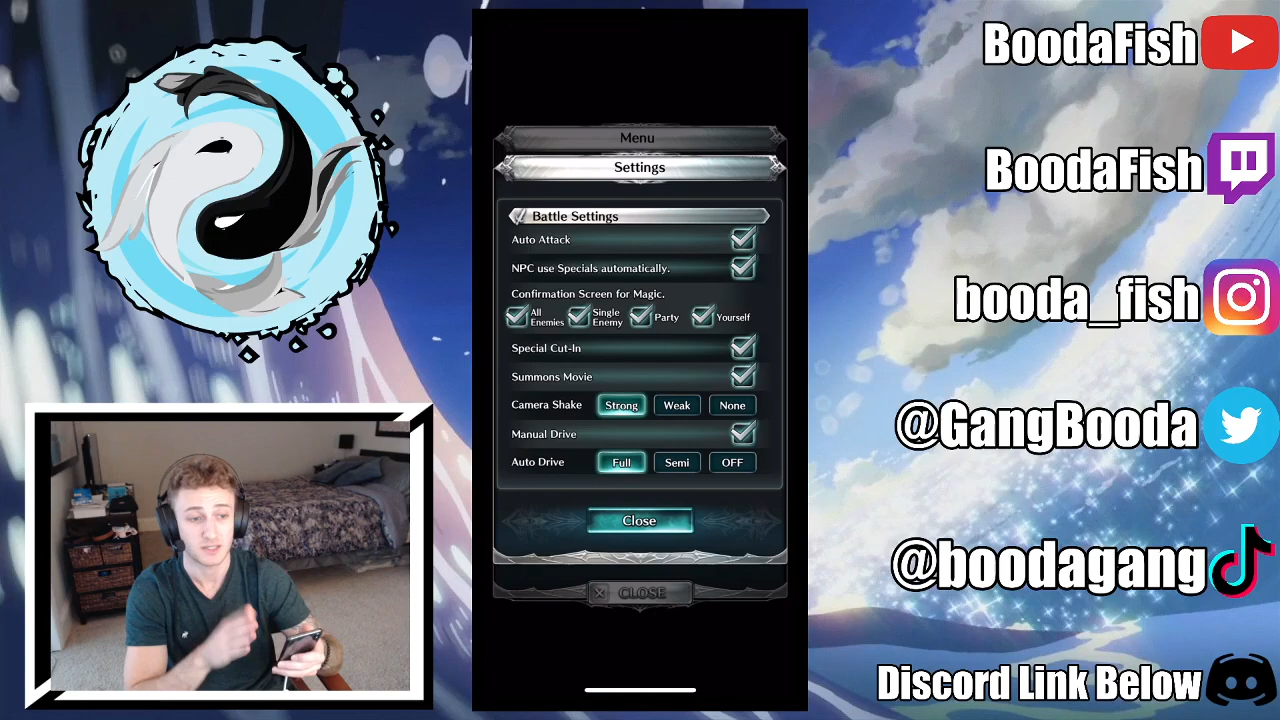 Menu
Settings
Battle Settings
Auto Attack
NPC use Specials automatically.
Confirmation Screen for Magic.
All Enemies Single Enemy Party Yourself
Special Cut-In
Summons Movie
Camera Shake Strong Weak None
Manual Drive
Auto Drive Full Semi OFF
Close
CLOSE
BoodaFish
BoodaFish
booda_fish
@GangBooda
@boodagang
Discord Link Below